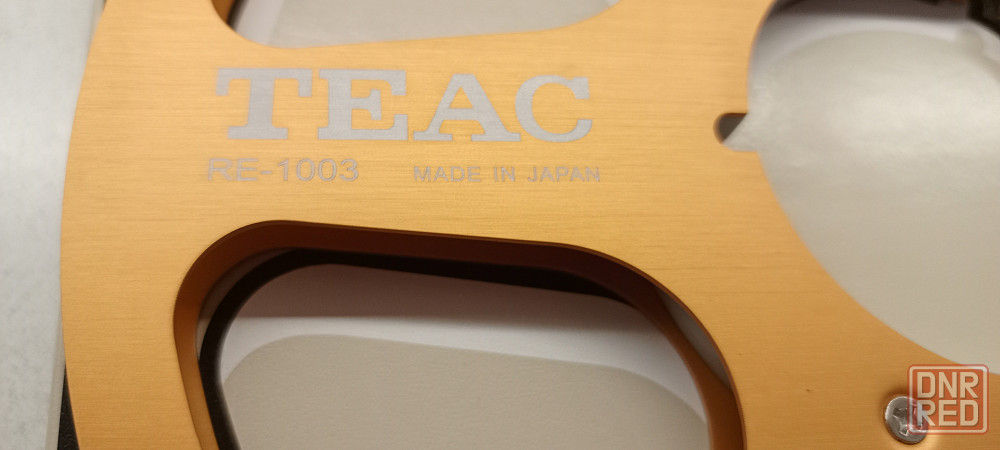 TEAC
RE-1003 MADE IN JAPAN
DNR
RED